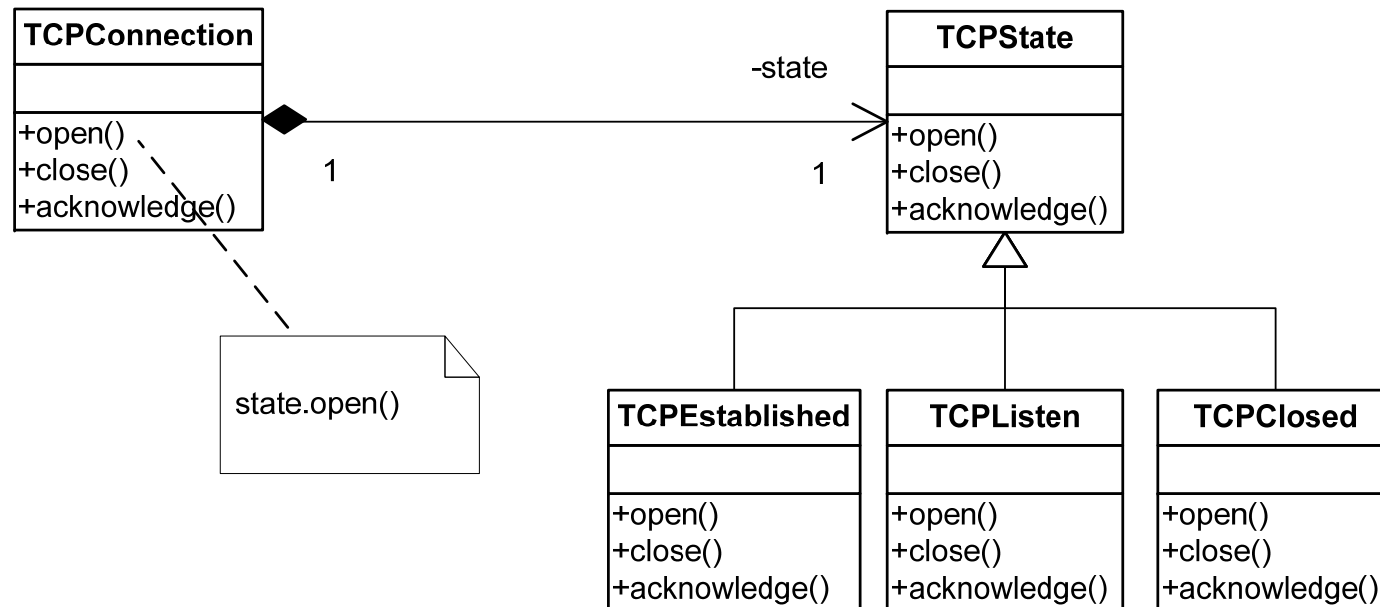 TCPConnection
+open()
+close()
+acknowledge()
1
-state
1
TCPState
+open()
+close()
+acknowledge()
state.open()
TCPEstablished
+open()
+close()
+acknowledge()
TCPListen
+open()
+close()
+acknowledge()
TCPClosed
+open()
+close()
+acknowledge()